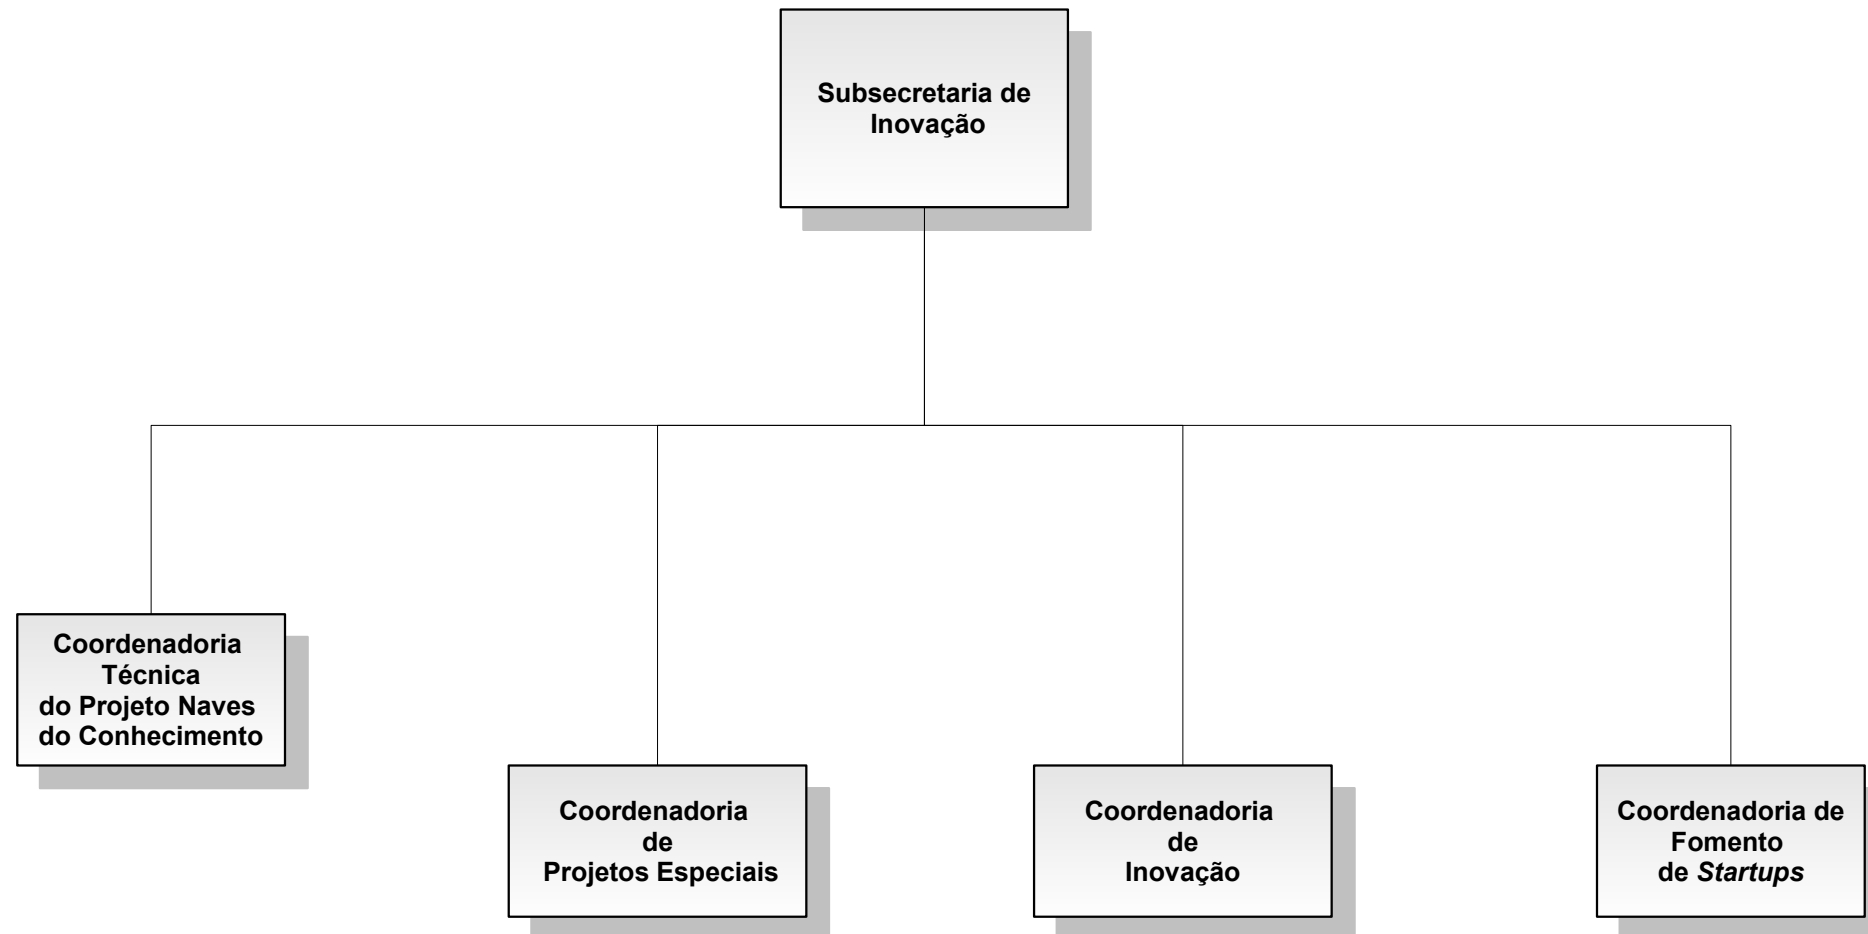 Subsecretaria de
Inovação
Coordenadoria
Técnica
do Projeto Naves
do Conhecimento
Coordenadoria
de
Projetos Especiais
Coordenadoria
de
Inovação
Coordenadoria de
Fomento
de Startups